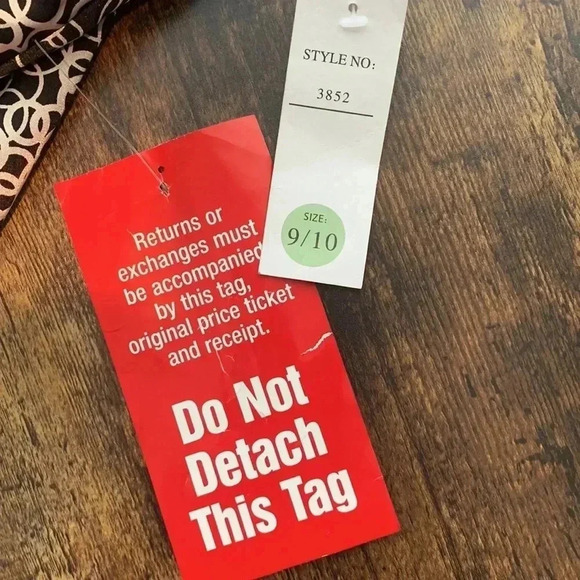 STYLE NO:
3852
SIZE:
9/10
Returns or
exchanges must
be accompanied
by this tag,
original price ticket
and receipt.
Do Not
Detach
This Tag